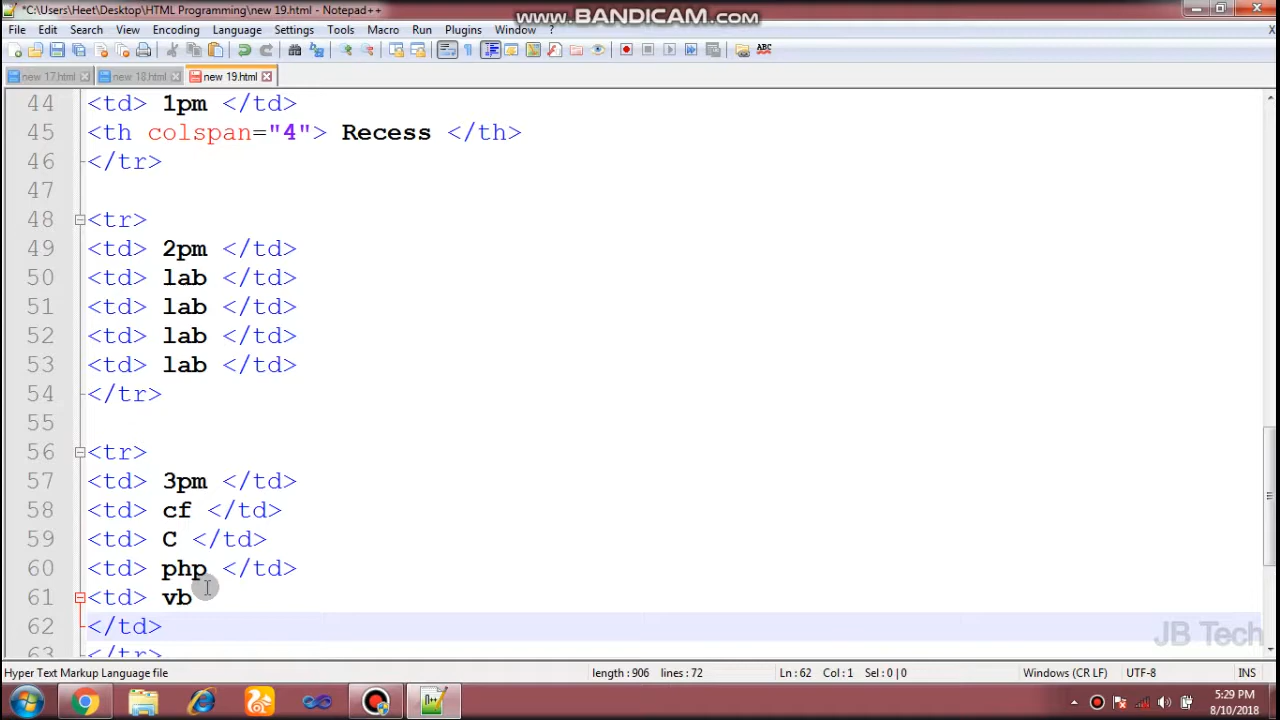 *C:\Users\Heet\Desktop\HTML Programming\new 19.html - Notepad++
www.BANDICAM.com
File Edit Search View Encoding Language Settings Tools Macro Run Plugins Window ? X
new 17.html new 18.html new 19.html
44 <td> 1pm </td>
45 <th colspan="4"> Recess </th>
46 </tr>
47
48 <tr>
49 <td> 2pm </td>
50 <td> lab </td>
51 <td> lab </td>
52 <td> lab </td>
53 <td> lab </td>
54 </tr>
55
56 <tr>
57 <td> 3pm </td>
58 <td> cf </td>
59 <td> C </td>
60 <td> php </td>
61 <td> vb
62 </td>
63 </tr>
JB Tech
Hyper Text Markup Language file length : 906 lines : 72 Ln : 62 Col : 1 Sel : 0 | 0 Windows (CR LF) UTF-8 INS
5:29 PM
8/10/2018